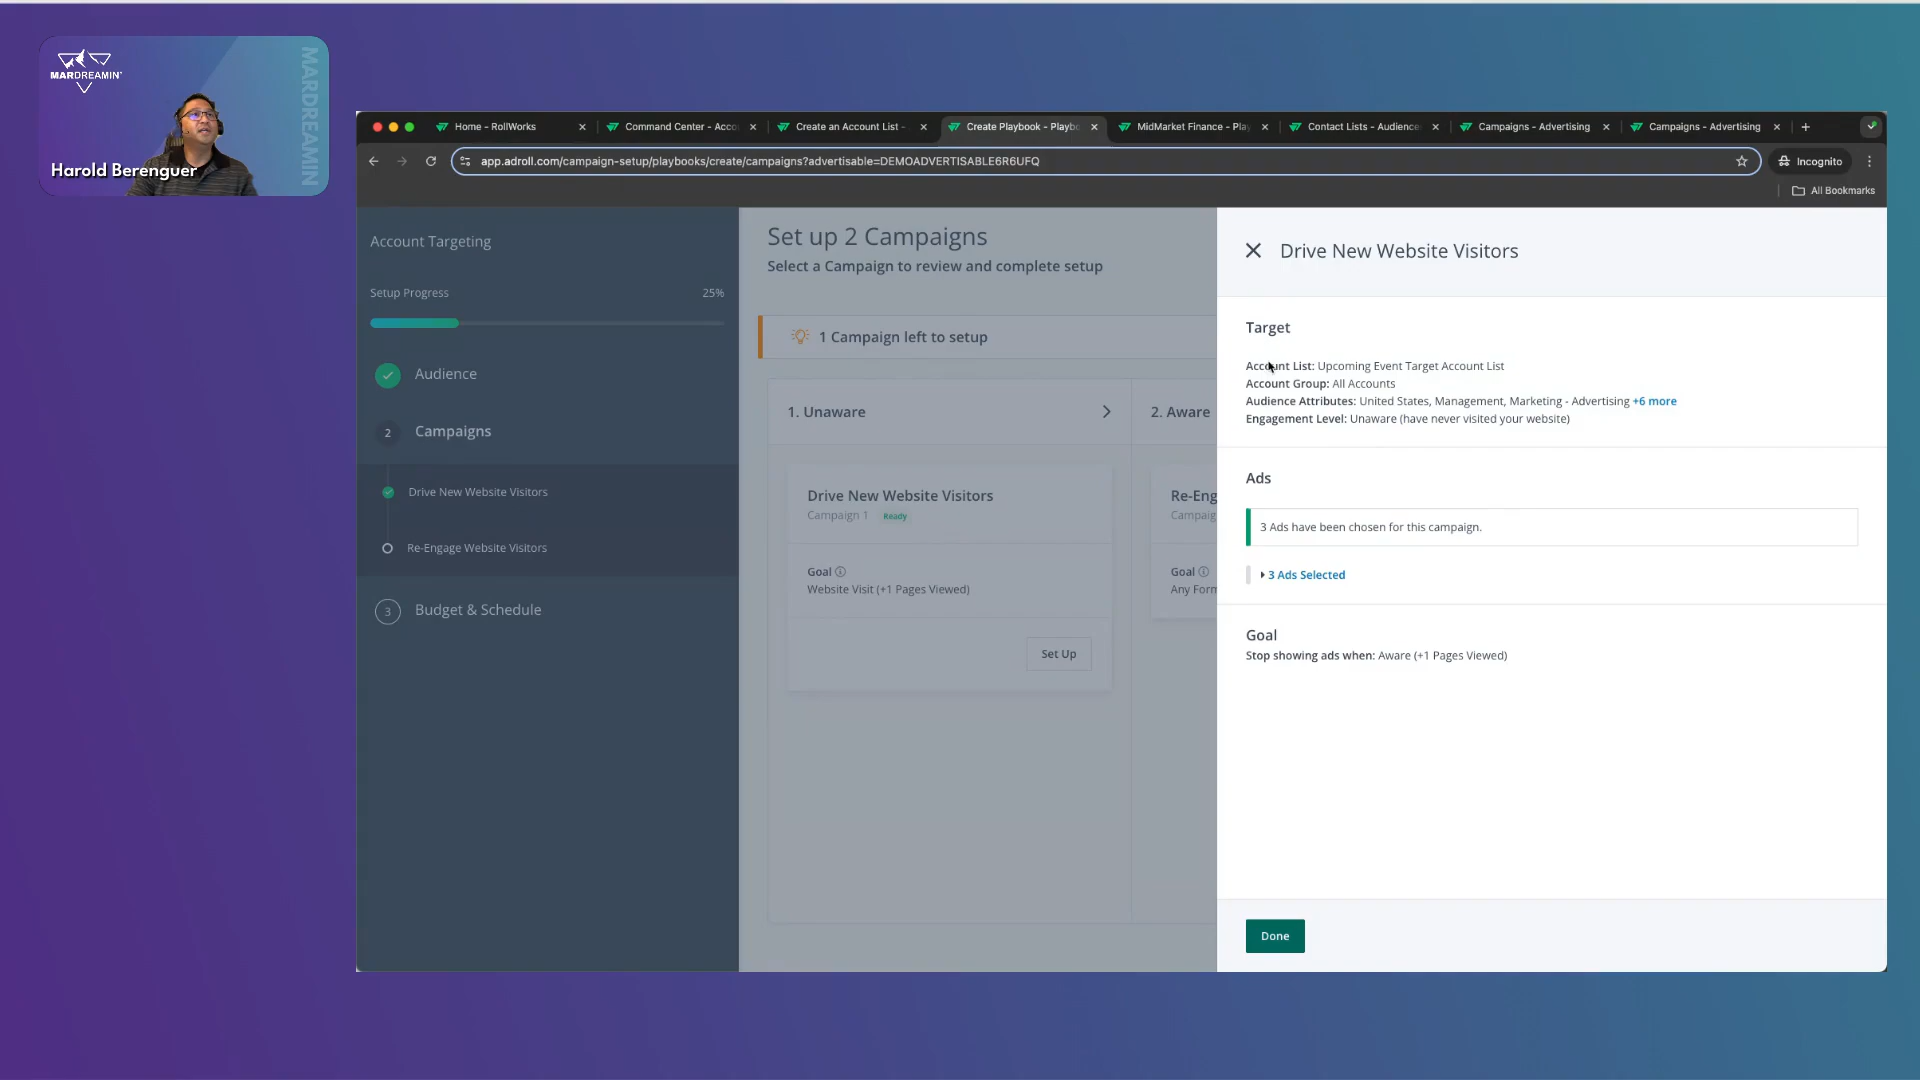 MARDREAMIN'
MARDREAMIN
Harold Berenguer
Home - RollWorks
Command Center - Acco
Create an Account List -
Create Playbook - Playbo
MidMarket Finance - Play
Contact Lists - Audience
Campaigns - Advertising
Campaigns - Advertising
app.adroll.com/campaign-setup/playbooks/create/campaigns?advertisable=DEMOADVERTISABLE6R6UFQ
Incognito
All Bookmarks
Account Targeting
Setup Progress 25%
Audience
2 Campaigns
Drive New Website Visitors
Re-Engage Website Visitors
3 Budget & Schedule
Set up 2 Campaigns
Select a Campaign to review and complete setup
1 Campaign left to setup
1. Unaware
Drive New Website Visitors
Campaign 1 Ready
Goal
Website Visit (+1 Pages Viewed)
Set Up
2. Aware
Re-Eng
Campaig
Goal
Any Form
Drive New Website Visitors
Target
Account List: Upcoming Event Target Account List
Account Group: All Accounts
Audience Attributes: United States, Management, Marketing - Advertising +6 more
Engagement Level: Unaware (have never visited your website)
Ads
3 Ads have been chosen for this campaign.
3 Ads Selected
Goal
Stop showing ads when: Aware (+1 Pages Viewed)
Done